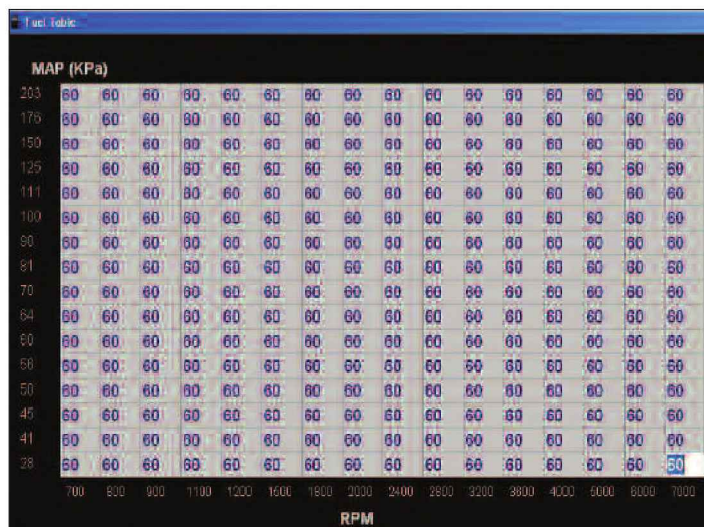 Fuel Table
MAP (KPa)
203 60 60 60 60 60 60 60 60 60 60 60 60 60 60 60 60
176 60 60 60 60 60 60 60 60 60 60 60 60 60 60 60 60
150 60 60 60 60 60 60 60 60 60 60 60 60 60 60 60 60
125 60 60 60 60 60 60 60 60 60 60 60 60 60 60 60 60
111 60 60 60 60 60 60 60 60 60 60 60 60 60 60 60 60
100 60 60 60 60 60 60 60 60 60 60 60 60 60 60 60 60
90 60 60 60 60 60 60 60 60 60 60 60 60 60 60 60 60
81 60 60 60 60 60 60 60 60 60 60 60 60 60 60 60 60
70 60 60 60 60 60 60 60 60 60 60 60 60 60 60 60 60
64 60 60 60 60 60 60 60 60 60 60 60 60 60 60 60 60
60 60 60 60 60 60 60 60 60 60 60 60 60 60 60 60 60
56 60 60 60 60 60 60 60 60 60 60 60 60 60 60 60 60
50 60 60 60 60 60 60 60 60 60 60 60 60 60 60 60 60
45 60 60 60 60 60 60 60 60 60 60 60 60 60 60 60 60
41 60 60 60 60 60 60 60 60 60 60 60 60 60 60 60 60
28 60 60 60 60 60 60 60 60 60 60 60 60 60 60 60 60
700 800 900 1100 1200 1600 1800 2000 2400 2800 3200 3600 4000 5000 6000 7000
RPM